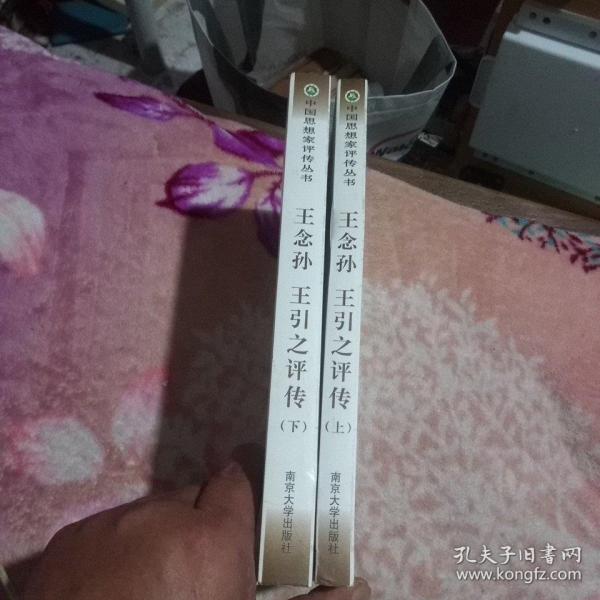 中国思想家评传丛书
王念孙 王引之评传
(下)
南京大学出版社
中国思想家评传丛书
王念孙 王引之评传
(上)
南京大学出版社
孔夫子旧书网
www.kongfz.com